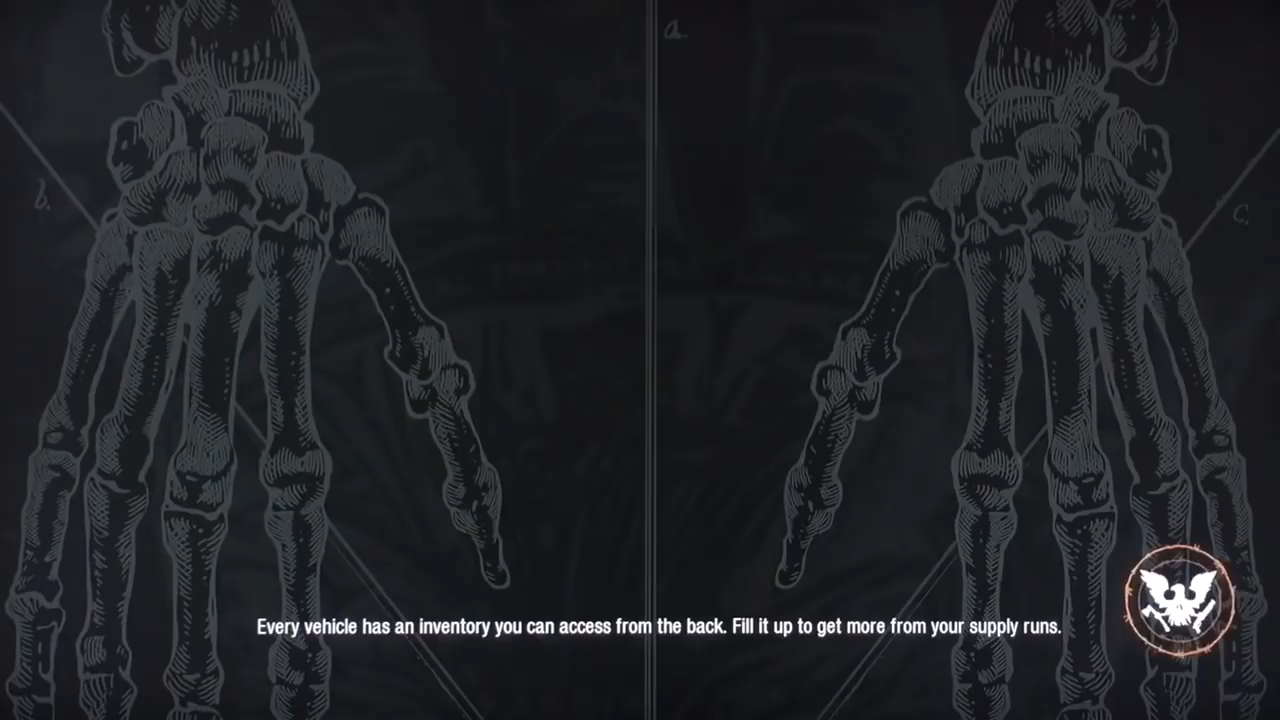 a.
b.
c.
Every vehicle has an inventory you can access from the back. Fill it up to get more from your supply runs.